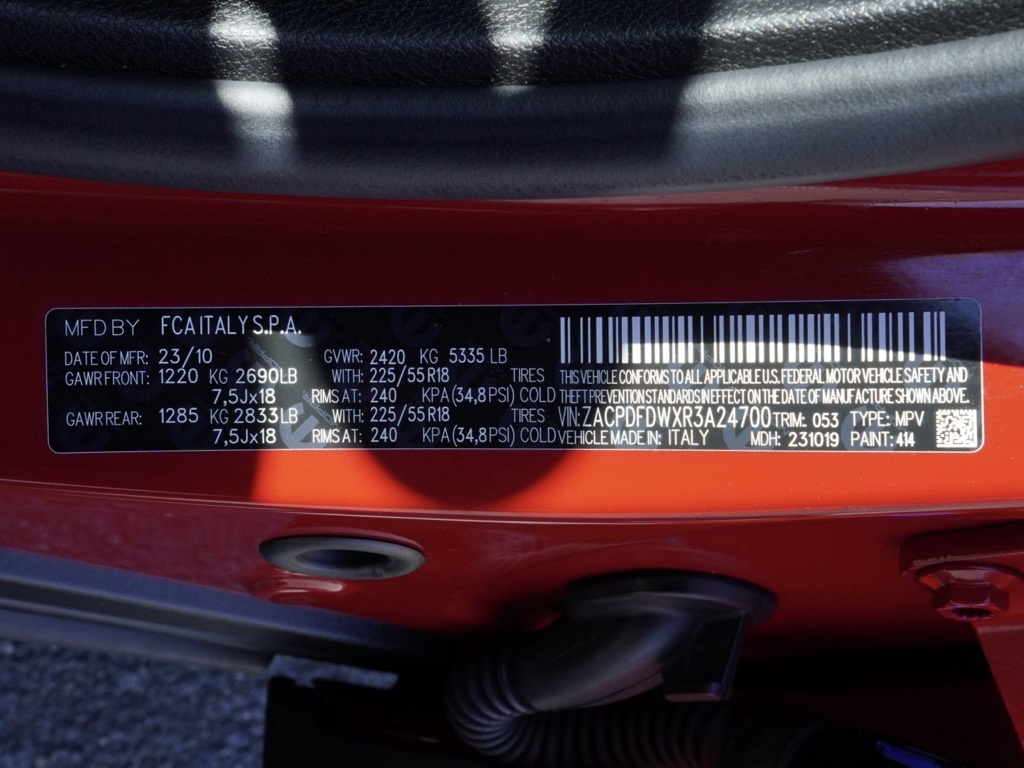 MFD BY FCA ITALY S.P.A.
DATE OF MFR: 23/10 GVWR: 2420 KG 5335 LB
GAWR FRONT: 1220 KG 2690LB WITH: 225/55R18 TIRES
7,5Jx18 RIMS AT: 240 KPA (34,8PSI) COLD
GAWR REAR: 1285 KG 2833LB WITH: 225/55R18 TIRES
7,5Jx18 RIMS AT: 240 KPA (34,8PSI) COLD
THIS VEHICLE CONFORMS TO ALL APPLICABLE U.S. FEDERAL MOTOR VEHICLE SAFETY AND
THEFT PREVENTION STANDARDS IN EFFECT ON THE DATE OF MANUFACTURE SHOWN ABOVE.
VIN: ZACPDFDWXR3A24700 TRIM: 053 TYPE: MPV
VEHICLE MADE IN: ITALY MDH: 231019 PAINT: 414